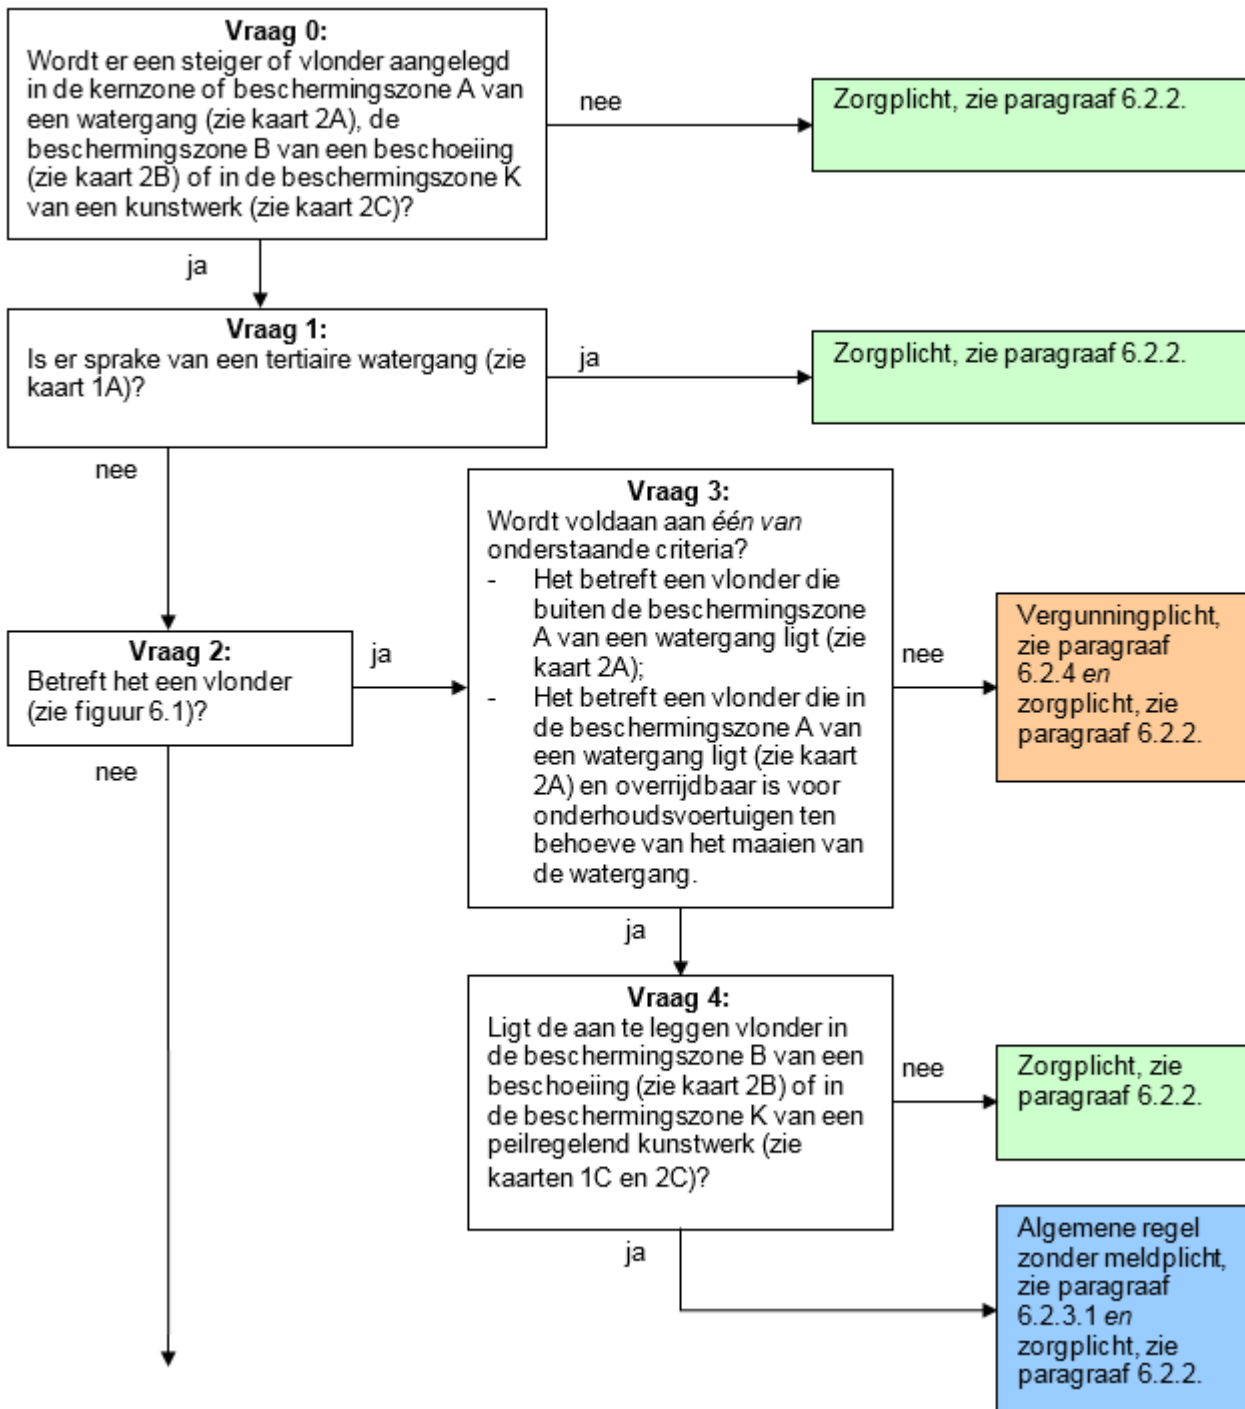 Vraag 0:
Wordt er een steiger of vlonder aangelegd
in de kernzone of beschermingszone A van
een watergang (zie kaart 2A), de
beschermingszone B van een beschoeiing
(zie kaart 2B) of in de beschermingszone K
van een kunstwerk (zie kaart 2C)?
nee
Zorgplicht, zie paragraaf 6.2.2.
ja
Vraag 1:
Is er sprake van een tertiaire watergang (zie
kaart 1A)?
ja
Zorgplicht, zie paragraaf 6.2.2.
nee
Vraag 2:
Betreft het een vlonder
(zie figuur 6.1)?
ja
nee
Vraag 3:
Wordt voldaan aan één van
onderstaande criteria?
- Het betreft een vlonder die
buiten de beschermingszone
A van een watergang ligt (zie
kaart 2A);
- Het betreft een vlonder die in
de beschermingszone A van
een watergang ligt (zie kaart
2A) en overrijdbaar is voor
onderhoudsvoertuigen ten
behoeve van het maaien van
de watergang.
nee
Vergunningplicht,
zie paragraaf
6.2.4 en
zorgplicht, zie
paragraaf 6.2.2.
ja
Vraag 4:
Ligt de aan te leggen vlonder in
de beschermingszone B van een
beschoeiing (zie kaart 2B) of in
de beschermingszone K van een
peilregelend kunstwerk (zie
kaarten 1C en 2C)?
nee
Zorgplicht, zie
paragraaf 6.2.2.
ja
Algemene regel
zonder meldplicht,
zie paragraaf
6.2.3.1 en
zorgplicht, zie
paragraaf 6.2.2.